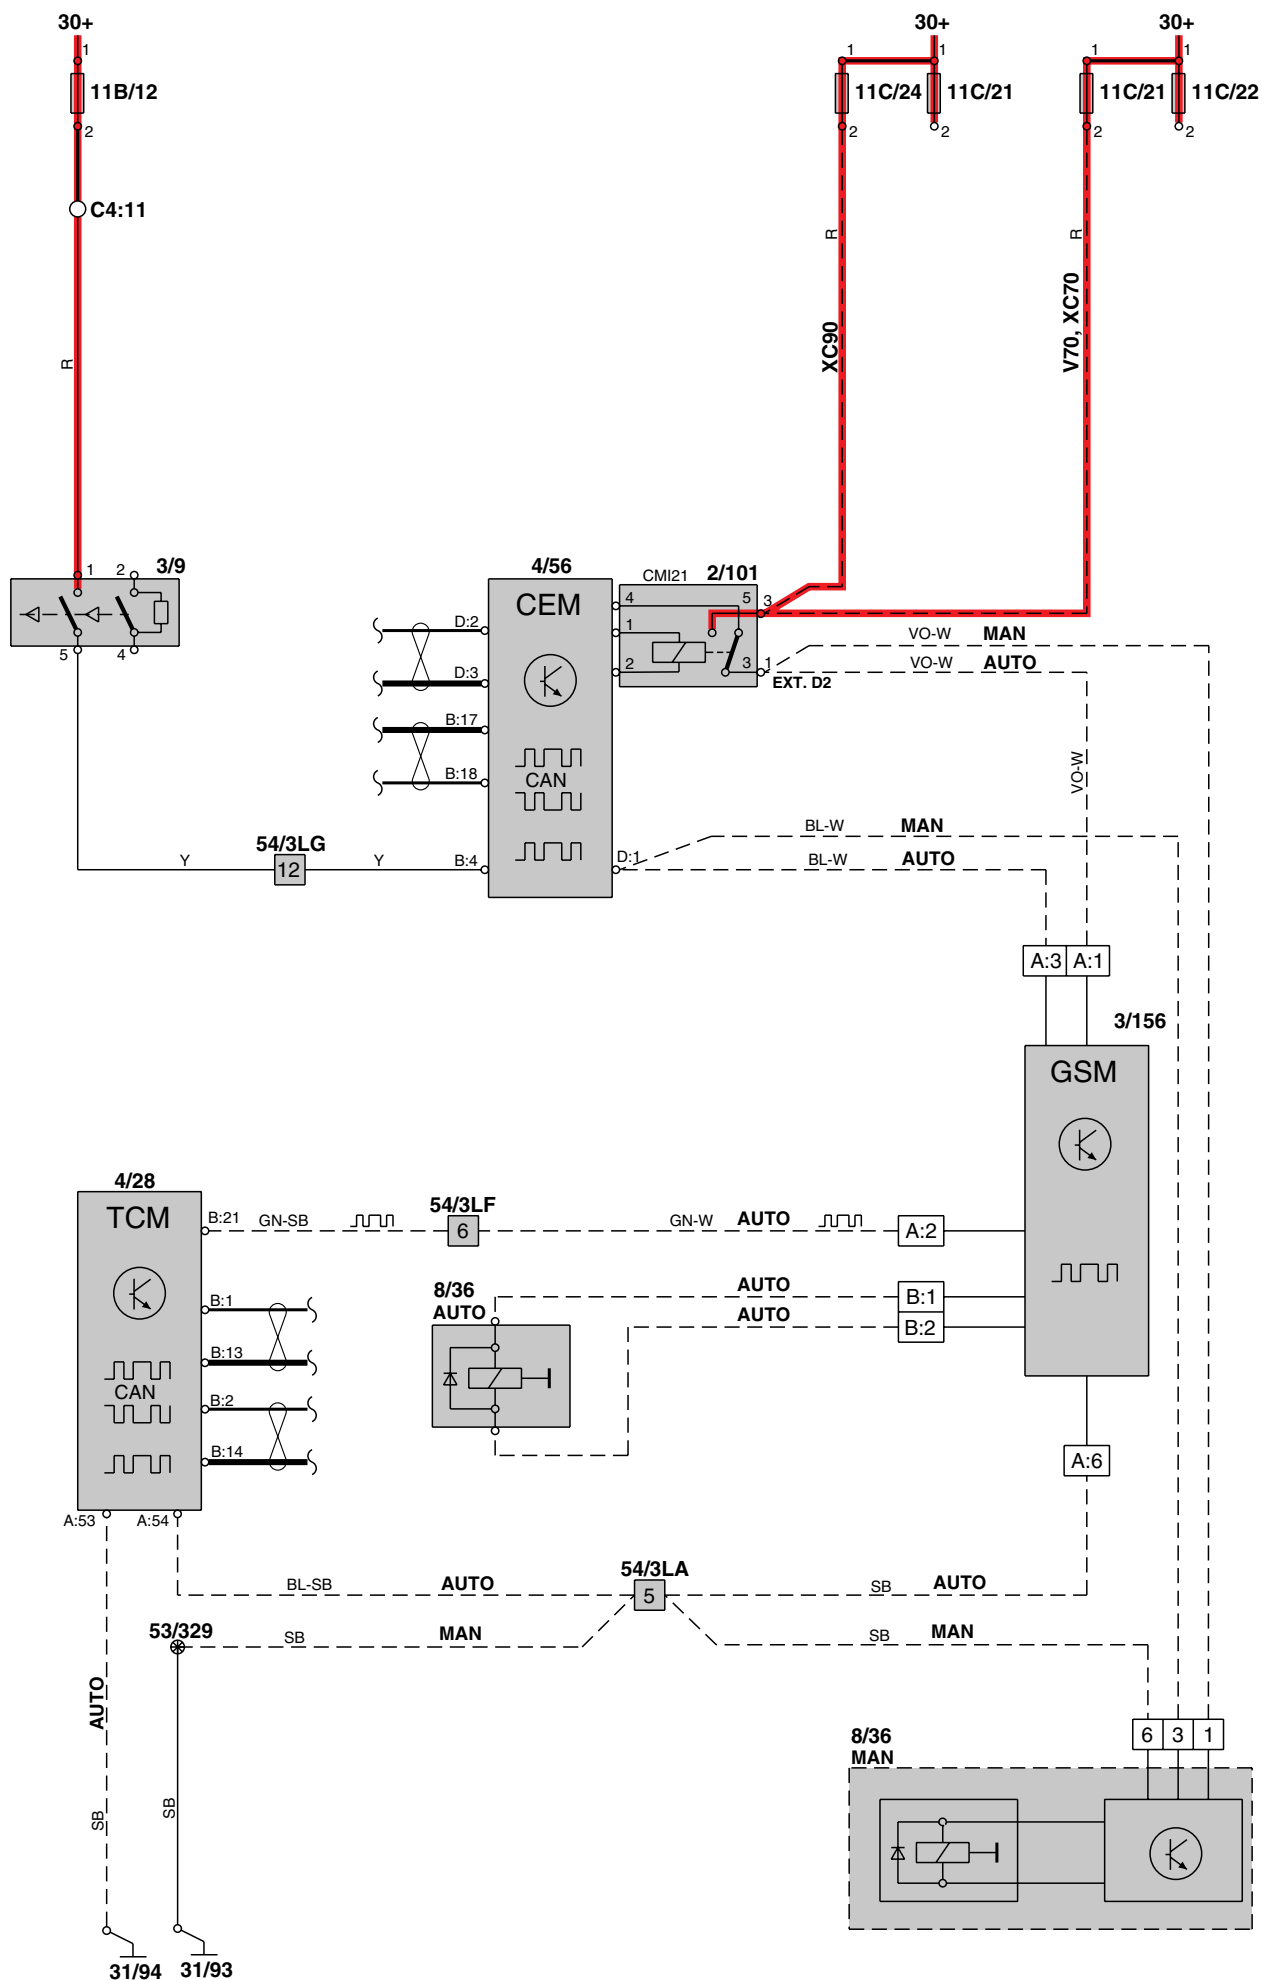 30+ 30+ 30+
1 1 1 1 1
11B/12 11C/24 11C/21 11C/21 11C/22
2 2 2 2 2
C4:11
R R
XC90
V70, XC70
R
1 2 3/9
5 4
4/56
CEM
CMI21 2/101
4 5 3
1
2 3 1
EXT. D2
VO-W MAN
VO-W AUTO
VO-W
D:2
D:3
B:17
B:18
CAN
54/3LG
Y 12 Y B:4
D:1
BL-W MAN
BL-W AUTO
A:3 A:1
3/156
GSM
4/28
TCM
B:21 GN-SB
54/3LF
6
GN-W AUTO A:2
8/36
AUTO
AUTO B:1
AUTO B:2
B:1
B:13
CAN
B:2
B:14
A:6
A:53 A:54
54/3LA
BL-SB AUTO 5 SB AUTO
53/329
SB MAN SB MAN
AUTO
SB SB
8/36
MAN
6 3 1
31/94 31/93